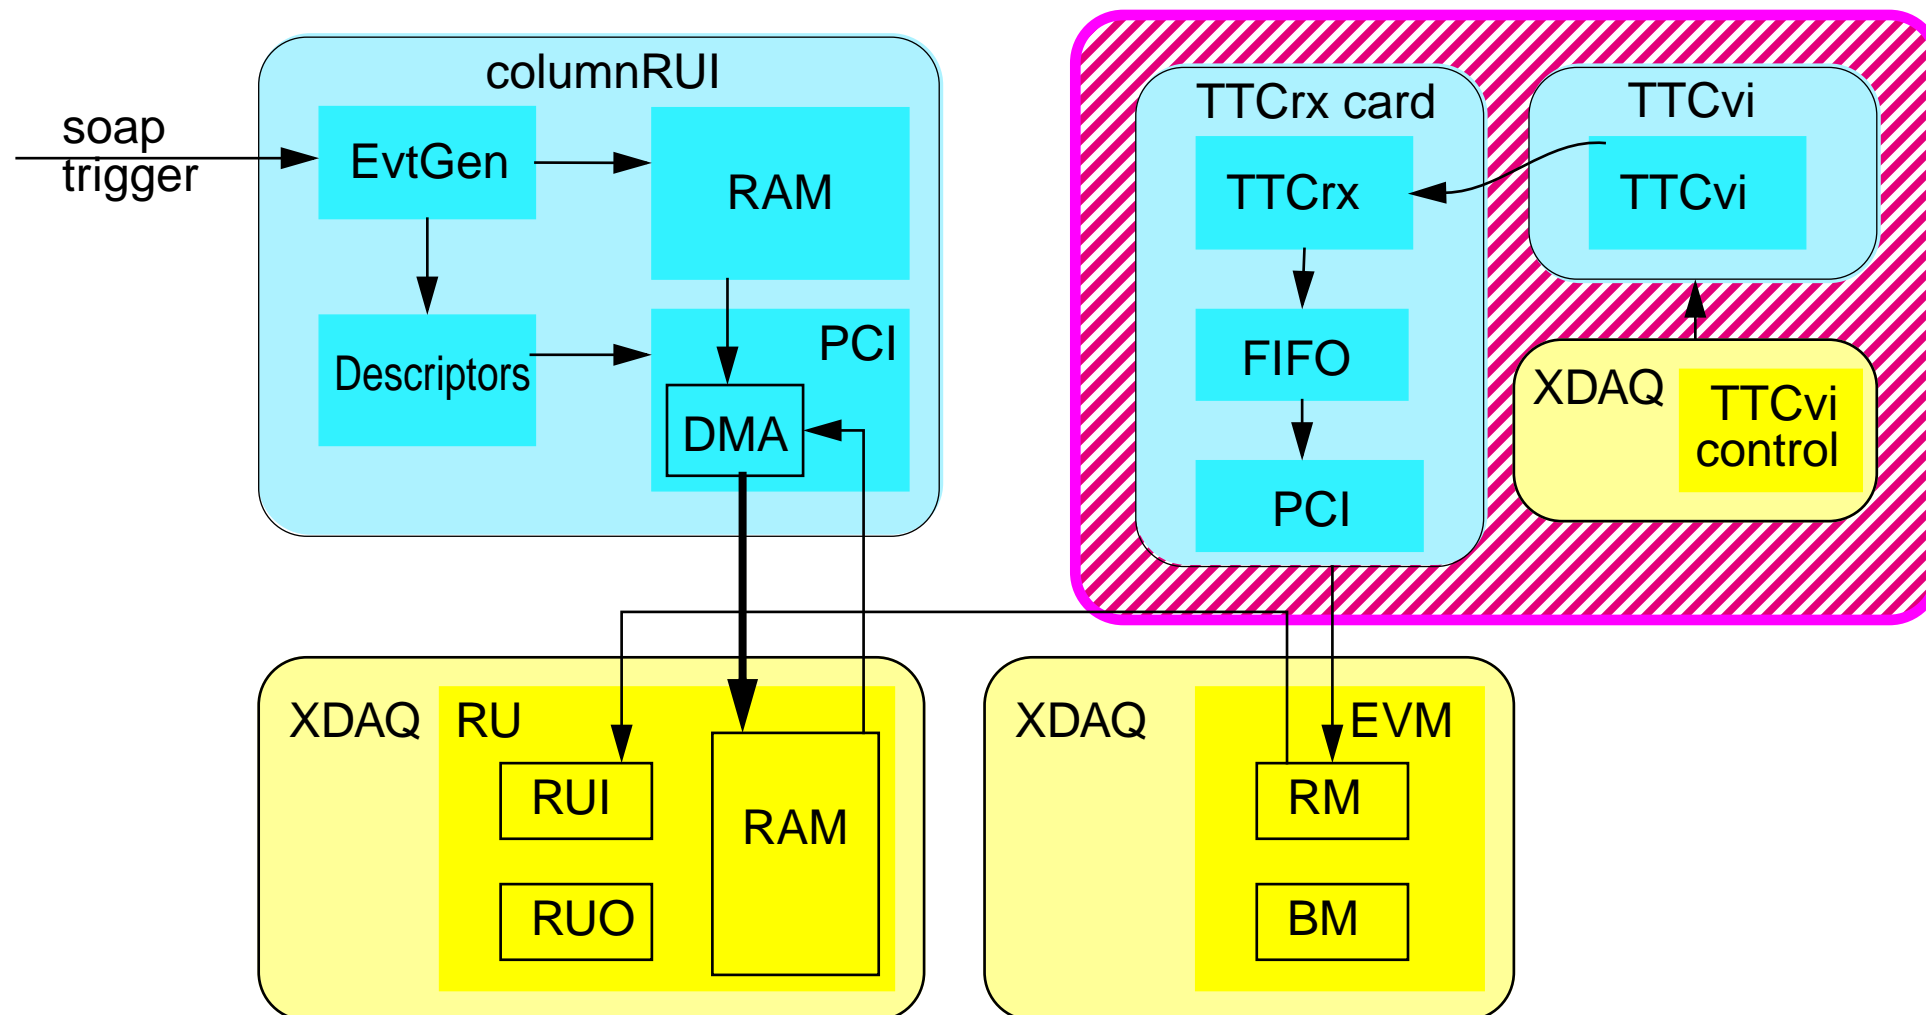 columnRUI
soap
trigger
EvtGen
RAM
Descriptors
PCI
DMA
TTCrx card
TTCrx
FIFO
PCI
TTCvi
TTCvi
XDAQ
TTCvi
control
XDAQ
RU
RUI
RAM
RUO
XDAQ
EVM
RM
BM